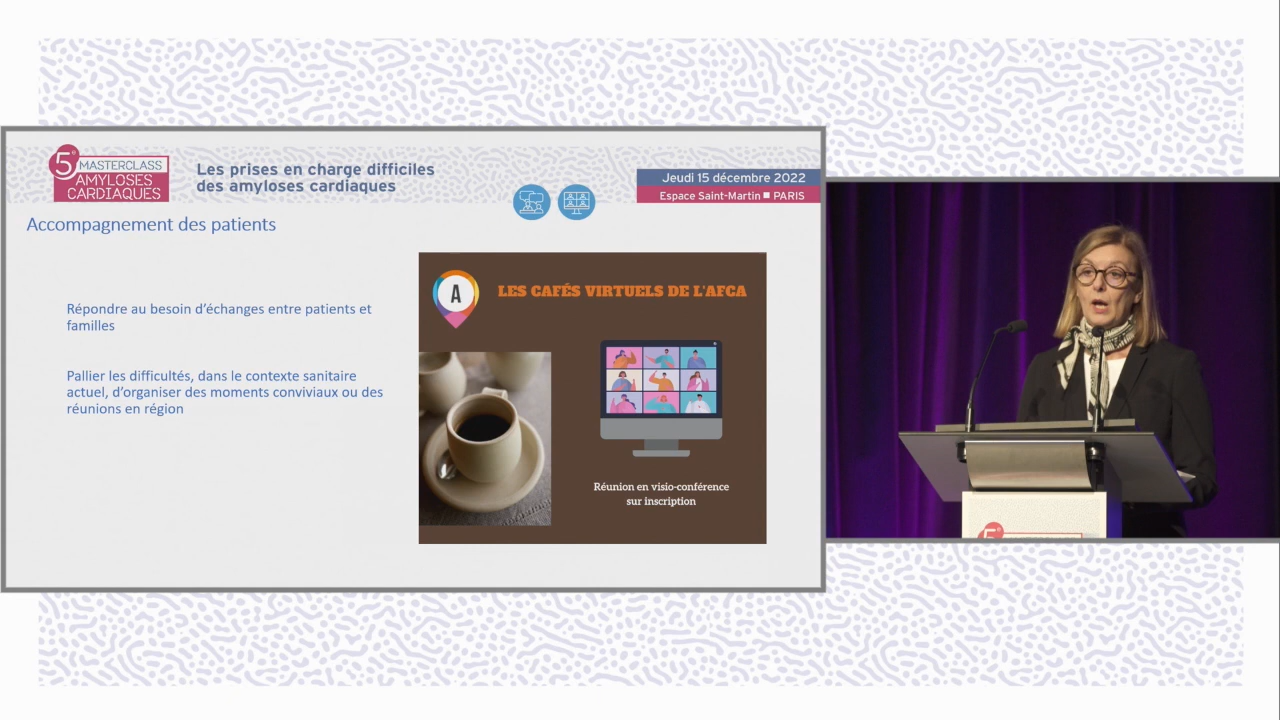 5e MASTERCLASS
AMYLOSES
CARDIAQUES
Les prises en charge difficiles
des amyloses cardiaques
Jeudi 15 décembre 2022
Espace Saint-Martin ■ PARIS
Accompagnement des patients
Répondre au besoin d’échanges entre patients et
familles
Pallier les difficultés, dans le contexte sanitaire
actuel, d’organiser des moments conviviaux ou des
réunions en région
A
LES CAFÉS VIRTUELS DE L'AFCA
Réunion en visio-conférence
sur inscription
5e